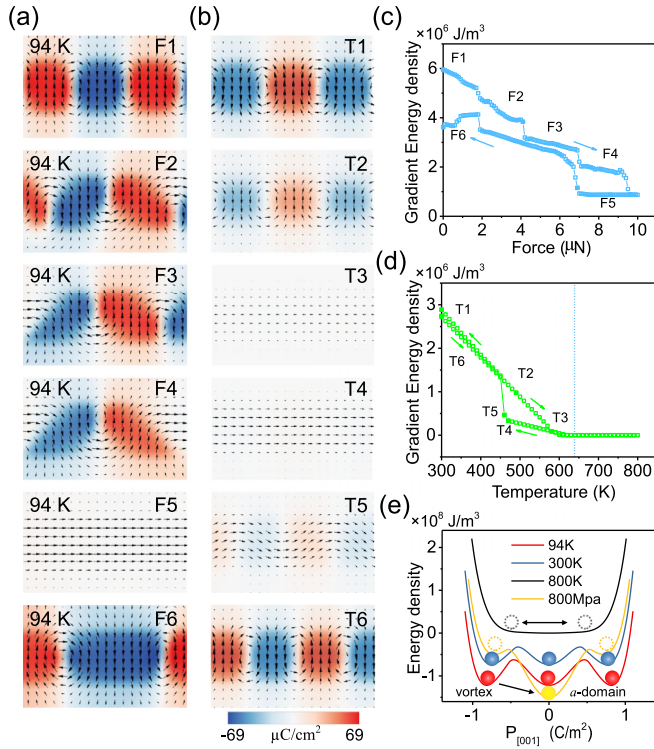 (a)
94 K F1
94 K F2
94 K F3
94 K F4
94 K F5
94 K F6
(b)
T1
T2
T3
T4
T5
T6
-69 µC/cm² 69
(c)
×10⁶ J/m³
Gradient Energy density
6
4
2
0
F1
F2
F3
F4
F6
F5
0 2 4 6 8 10
Force (µN)
(d)
×10⁶ J/m³
Gradient Energy density
3
2
1
0
T1
T6
T2
T5
T4
T3
300 400 500 600 700 800
Temperature (K)
(e)
×10⁸ J/m³
Energy density
2
1
0
-1
94K
300K
800K
800Mpa
vortex
a-domain
-1 0 1
P[001] (C/m²)